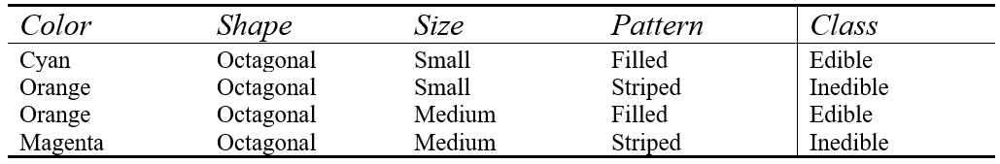 Color Shape Size Pattern Class
Cyan Octagonal Small Filled Edible
Orange Octagonal Small Striped Inedible
Orange Octagonal Medium Filled Edible
Magenta Octagonal Medium Striped Inedible